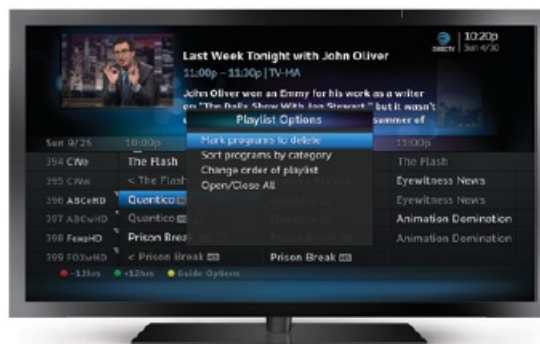 10:20p
DIRECTV Sun 4/30
Last Week Tonight with John Oliver
11:00p – 11:30p | TV-MA
John Oliver won an Emmy for his work as a writer
on "The Daily Show With Jon Stewart," but it wasn't
summer of
Playlist Options
Mark programs to delete
Sort programs by category
Change order of playlist
Open/Close All
Sun 9/25 10:00p 11:00p
394 CWe The Flash The Flash
395 CWw < The Flash Eyewitness News
396 ABCeHD Quantico Eyewitness News
397 ABCwHD Quantico Animation Domination
398 FoxeHD Prison Break Animation Domination
399 FOXwHD < Prison Break HD Prison Break HD
-12hrs +12hrs Guide Options